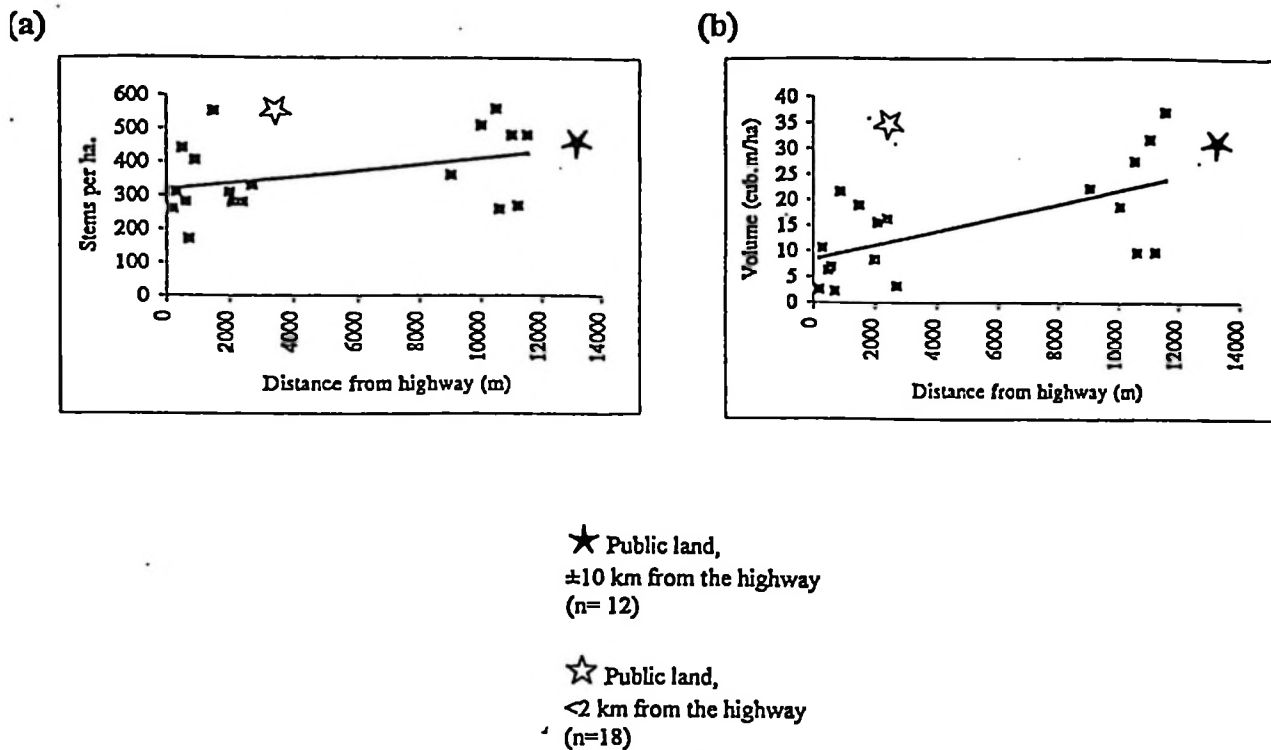 (a)
600
500
400
300
200
100
0
Stems per ha.
0
2000
4000
6000
8000
10000
12000
14000
Distance from highway (m)
(b)
40
35
30
25
20
15
10
5
0
Volume (cub.m/ha)
0
2000
4000
6000
8000
10000
12000
14000
Distance from highway (m)
★ Public land,
±10 km from the highway
(n= 12)
☆ Public land,
<2 km from the highway
(n=18)